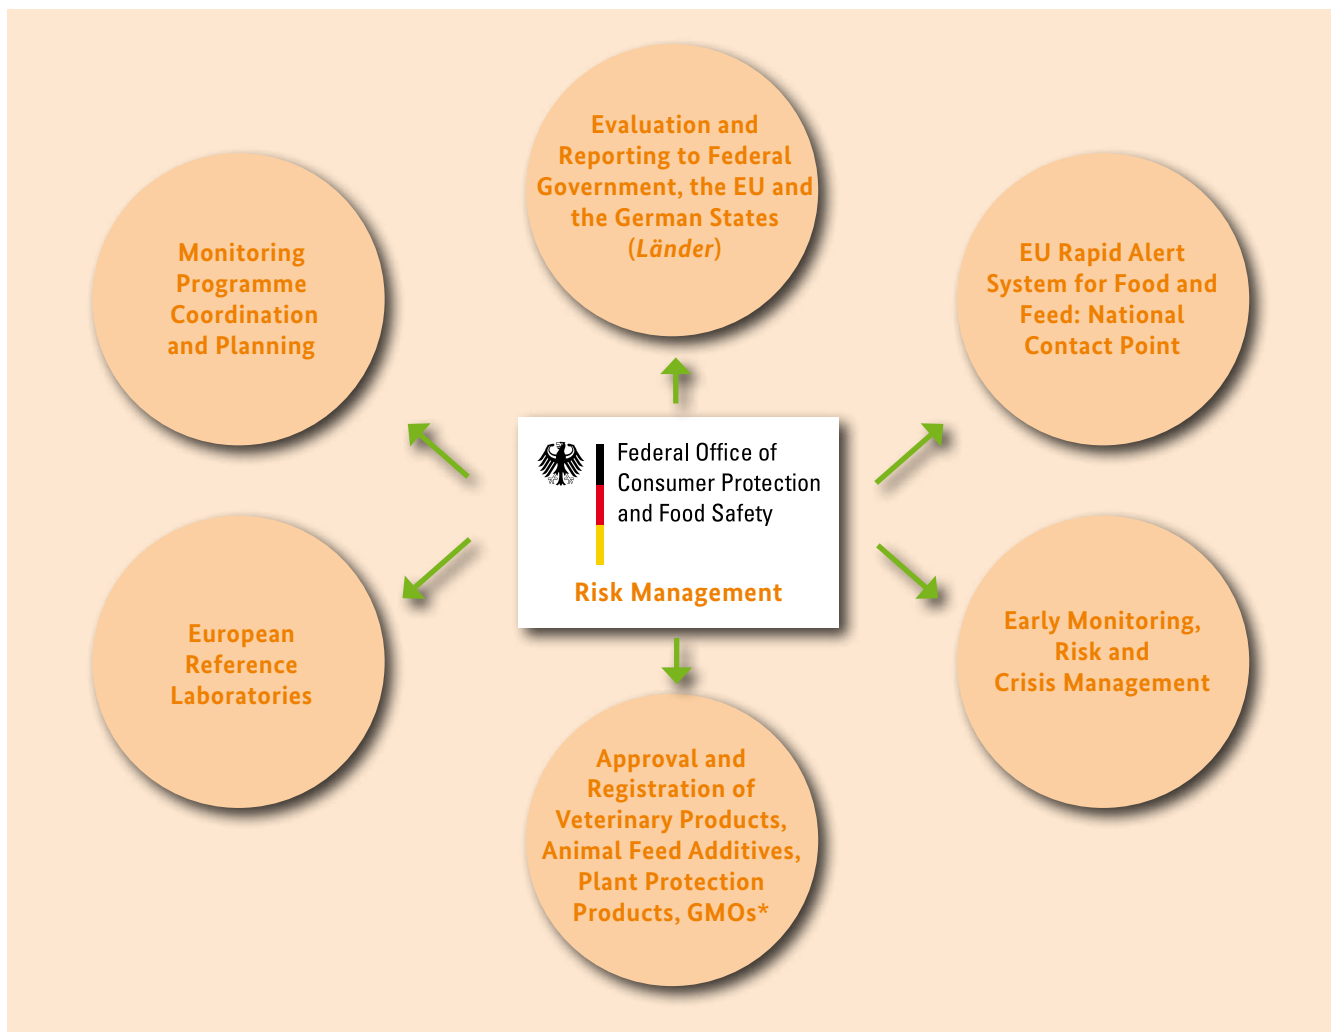 Evaluation and
Reporting to Federal
Government, the EU and
the German States
(Länder)
Monitoring
Programme
Coordination
and Planning
EU Rapid Alert
System for Food and
Feed: National
Contact Point
Federal Office of
Consumer Protection
and Food Safety
Risk Management
European
Reference
Laboratories
Early Monitoring,
Risk and
Crisis Management
Approval and
Registration of
Veterinary Products,
Animal Feed Additives,
Plant Protection
Products, GMOs*